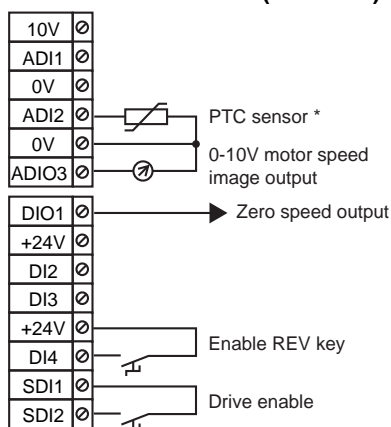 10V
ADI1
0V
ADI2
PTC sensor *
0V
0-10V motor speed
image output
ADIO3
DIO1
Zero speed output
+24V
DI2
DI3
+24V
Enable REV key
DI4
SDI1
Drive enable
SDI2